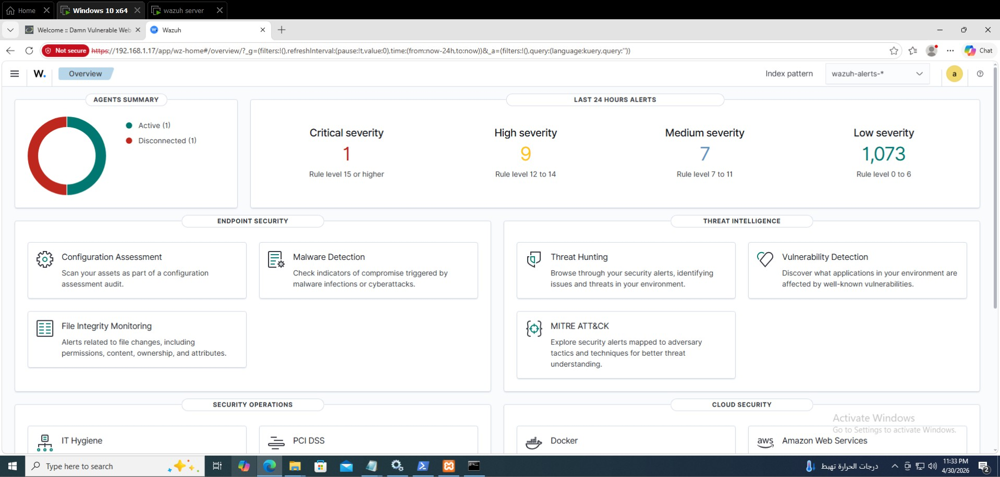 Home
Windows 10 x64
wazuh server
Welcome :: Damn Vulnerable Web
Wazuh
Not secure https://192.168.1.17/app/wz-home#/overview/?_g=(filters:!(),refreshInterval:(pause:!t,value:0),time:(from:now-24h,to:now))&_a=(filters:!(),query:(language:kuery,query:''))
Chat
W.
Overview
Index pattern
wazuh-alerts-*
a
AGENTS SUMMARY
Active (1)
Disconnected (1)
LAST 24 HOURS ALERTS
Critical severity
1
Rule level 15 or higher
High severity
9
Rule level 12 to 14
Medium severity
7
Rule level 7 to 11
Low severity
1,073
Rule level 0 to 6
ENDPOINT SECURITY
Configuration Assessment
Scan your assets as part of a configuration
assessment audit.
Malware Detection
Check indicators of compromise triggered by
malware infections or cyberattacks.
File Integrity Monitoring
Alerts related to file changes, including
permissions, content, ownership, and attributes.
THREAT INTELLIGENCE
Threat Hunting
Browse through your security alerts, identifying
issues and threats in your environment.
Vulnerability Detection
Discover what applications in your environment are
affected by well-known vulnerabilities.
MITRE ATT&CK
Explore security alerts mapped to adversary
tactics and techniques for better threat
understanding.
SECURITY OPERATIONS
IT Hygiene
PCI DSS
CLOUD SECURITY
Docker
aws
Amazon Web Services
Activate Windows
Go to Settings to activate Windows.
Type here to search
درجات الحرارة تهبط
11:33 PM
4/30/2026
2